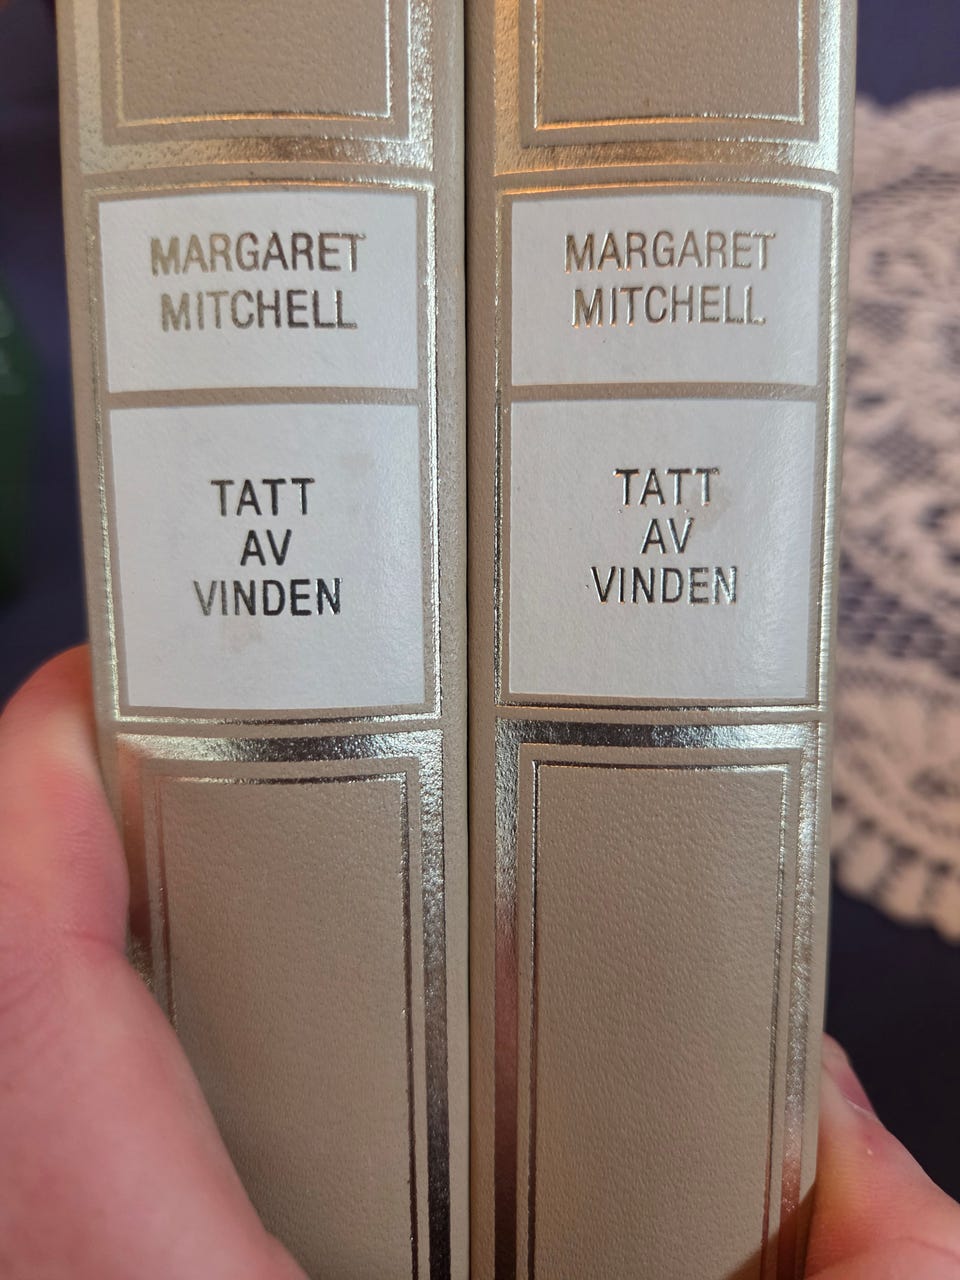 MARGARET
MITCHELL
TATT
AV
VINDEN
MARGARET
MITCHELL
TATT
AV
VINDEN